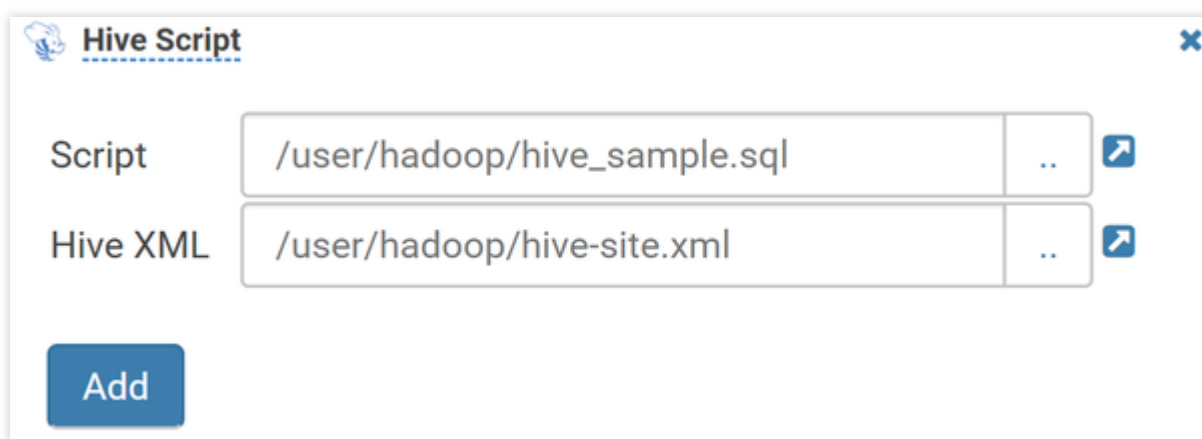 Hive Script
Script /user/hadoop/hive_sample.sql ..
Hive XML /user/hadoop/hive-site.xml ..
Add